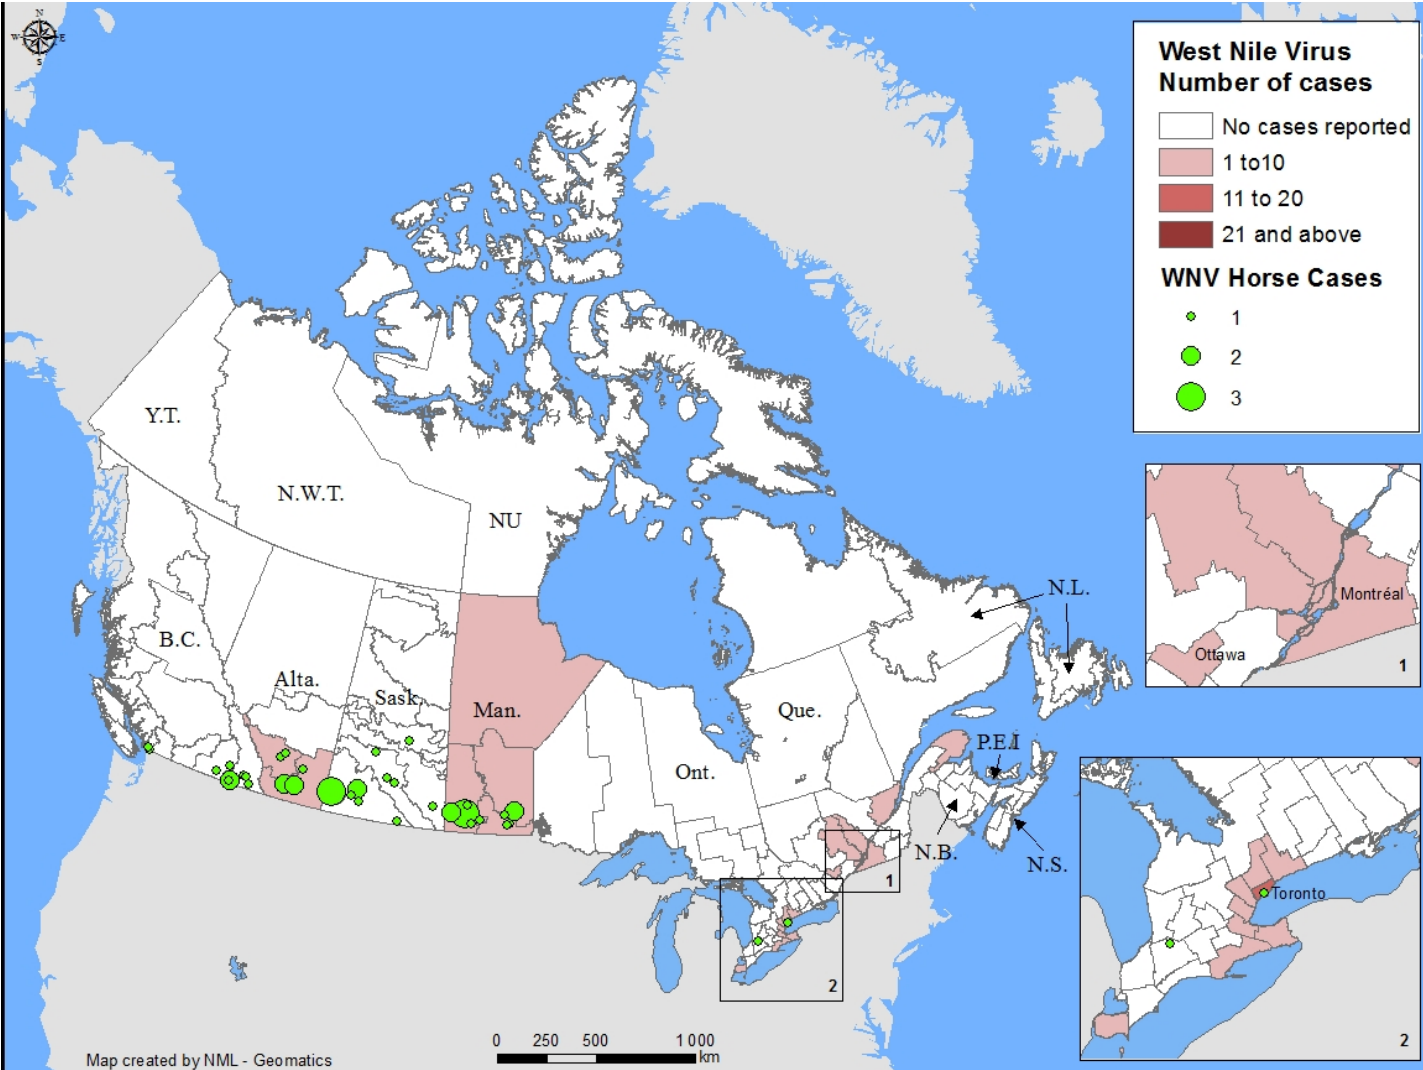 N
W E
S
West Nile Virus
Number of cases
No cases reported
1 to10
11 to 20
21 and above
WNV Horse Cases
1
2
3
Y.T.
N.W.T.
NU
B.C.
Alta.
Sask.
Man.
Ont.
Que.
N.L.
P.E.I
N.B.
N.S.
1
2
Montréal
Ottawa
1
Toronto
2
0 250 500 1 000
km
Map created by NML - Geomatics